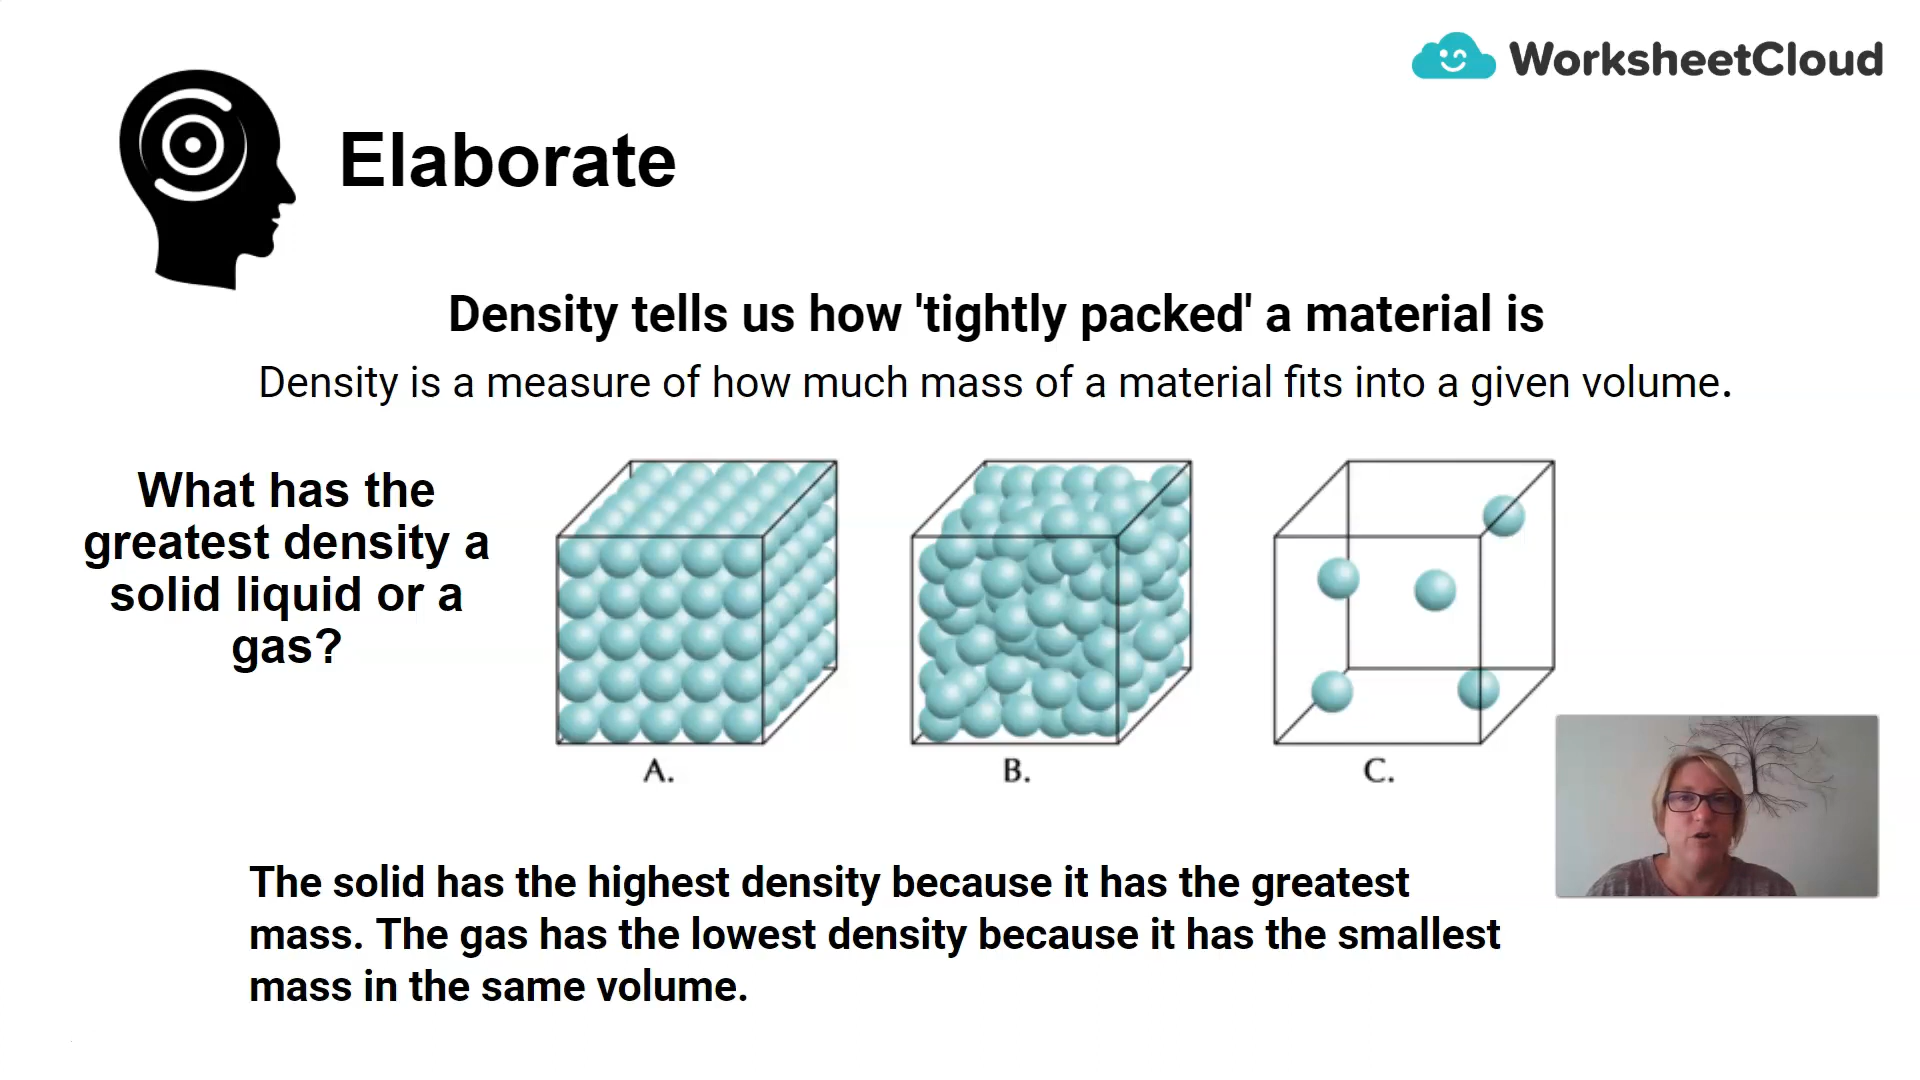 WorksheetCloud
Elaborate
Density tells us how 'tightly packed' a material is
Density is a measure of how much mass of a material fits into a given volume.
What has the
greatest density a
solid liquid or a
gas?
A.
B.
C.
The solid has the highest density because it has the greatest
mass. The gas has the lowest density because it has the smallest
mass in the same volume.